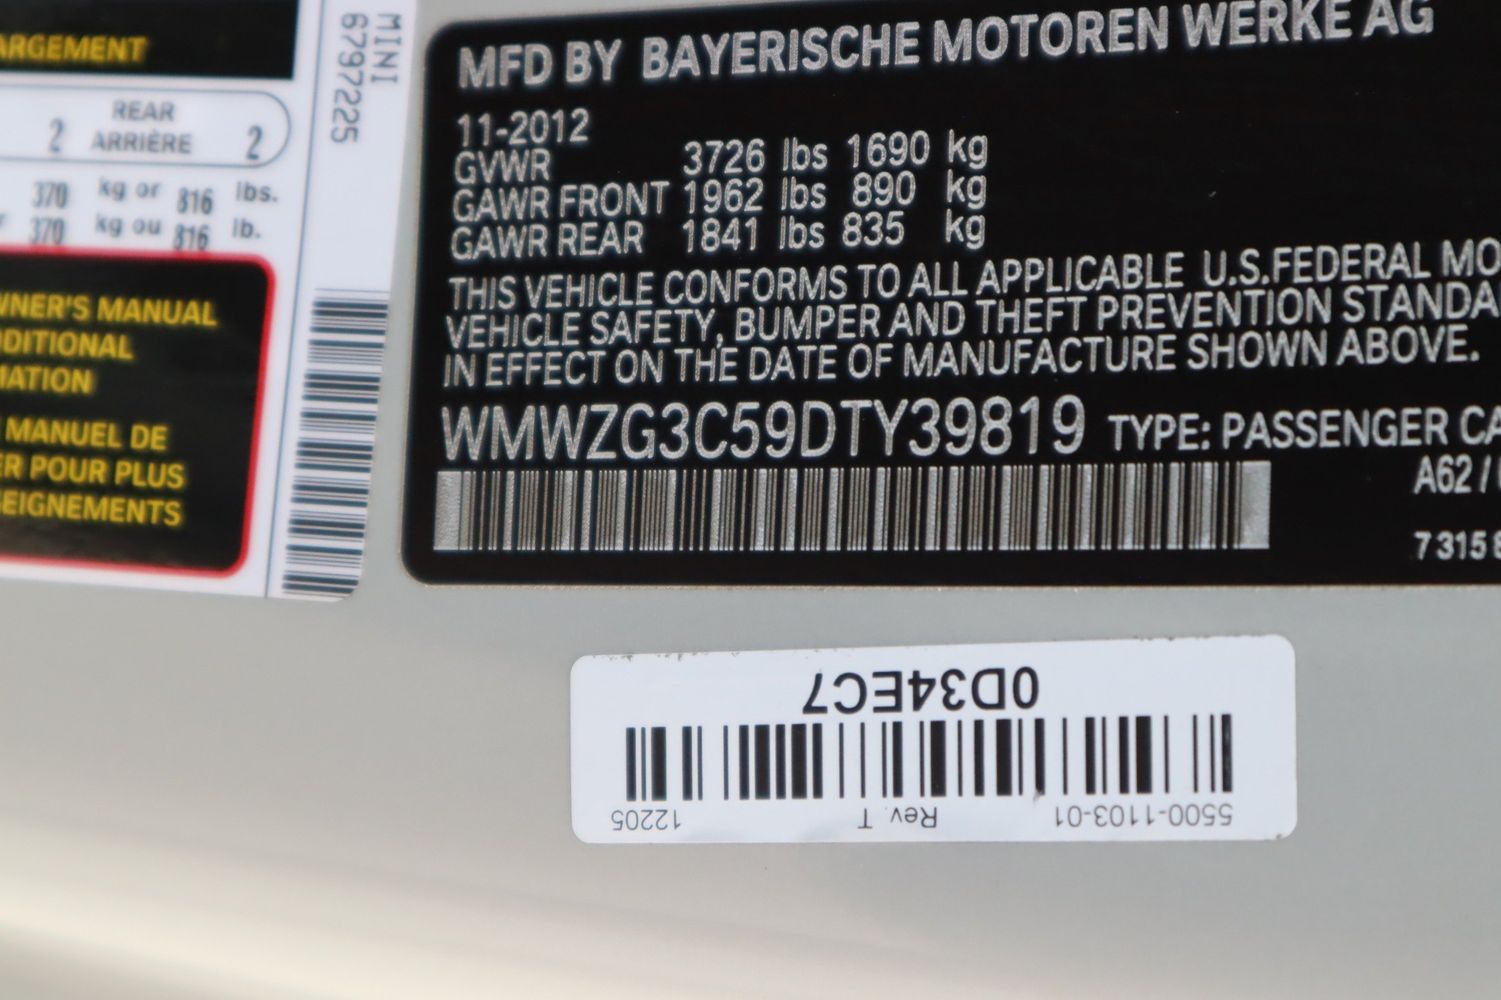 ARGEMENT
REAR
2 ARRIÈRE 2
370 kg or 816 lbs.
370 kg ou 816 lb.
WNER'S MANUAL
DITIONAL
MATION
MANUEL DE
ER POUR PLUS
SEIGNEMENTS
MINI
6797225
MFD BY BAYERISCHE MOTOREN WERKE AG
11-2012
GVWR 3726 lbs 1690 kg
GAWR FRONT 1962 lbs 890 kg
GAWR REAR 1841 lbs 835 kg
THIS VEHICLE CONFORMS TO ALL APPLICABLE U.S.FEDERAL MO
VEHICLE SAFETY, BUMPER AND THEFT PREVENTION STANDA
IN EFFECT ON THE DATE OF MANUFACTURE SHOWN ABOVE.
WMWZG3C59DTY39819 TYPE: PASSENGER CA
A62 /
7 315 8
5500-1103-01 Rev. T 12205
0D34EC7